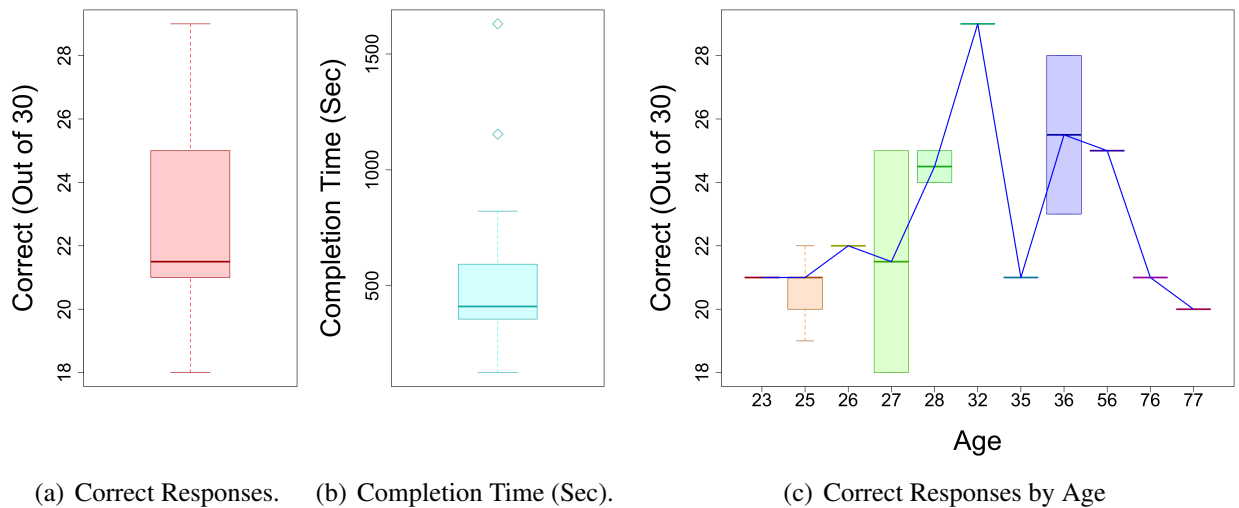 Correct (Out of 30)
18
20
22
24
26
28
(a) Correct Responses.
Completion Time (Sec)
500
1000
1500
(b) Completion Time (Sec).
Correct (Out of 30)
18
20
22
24
26
28
23 25 26 27 28 32 35 36 56 76 77
Age
(c) Correct Responses by Age